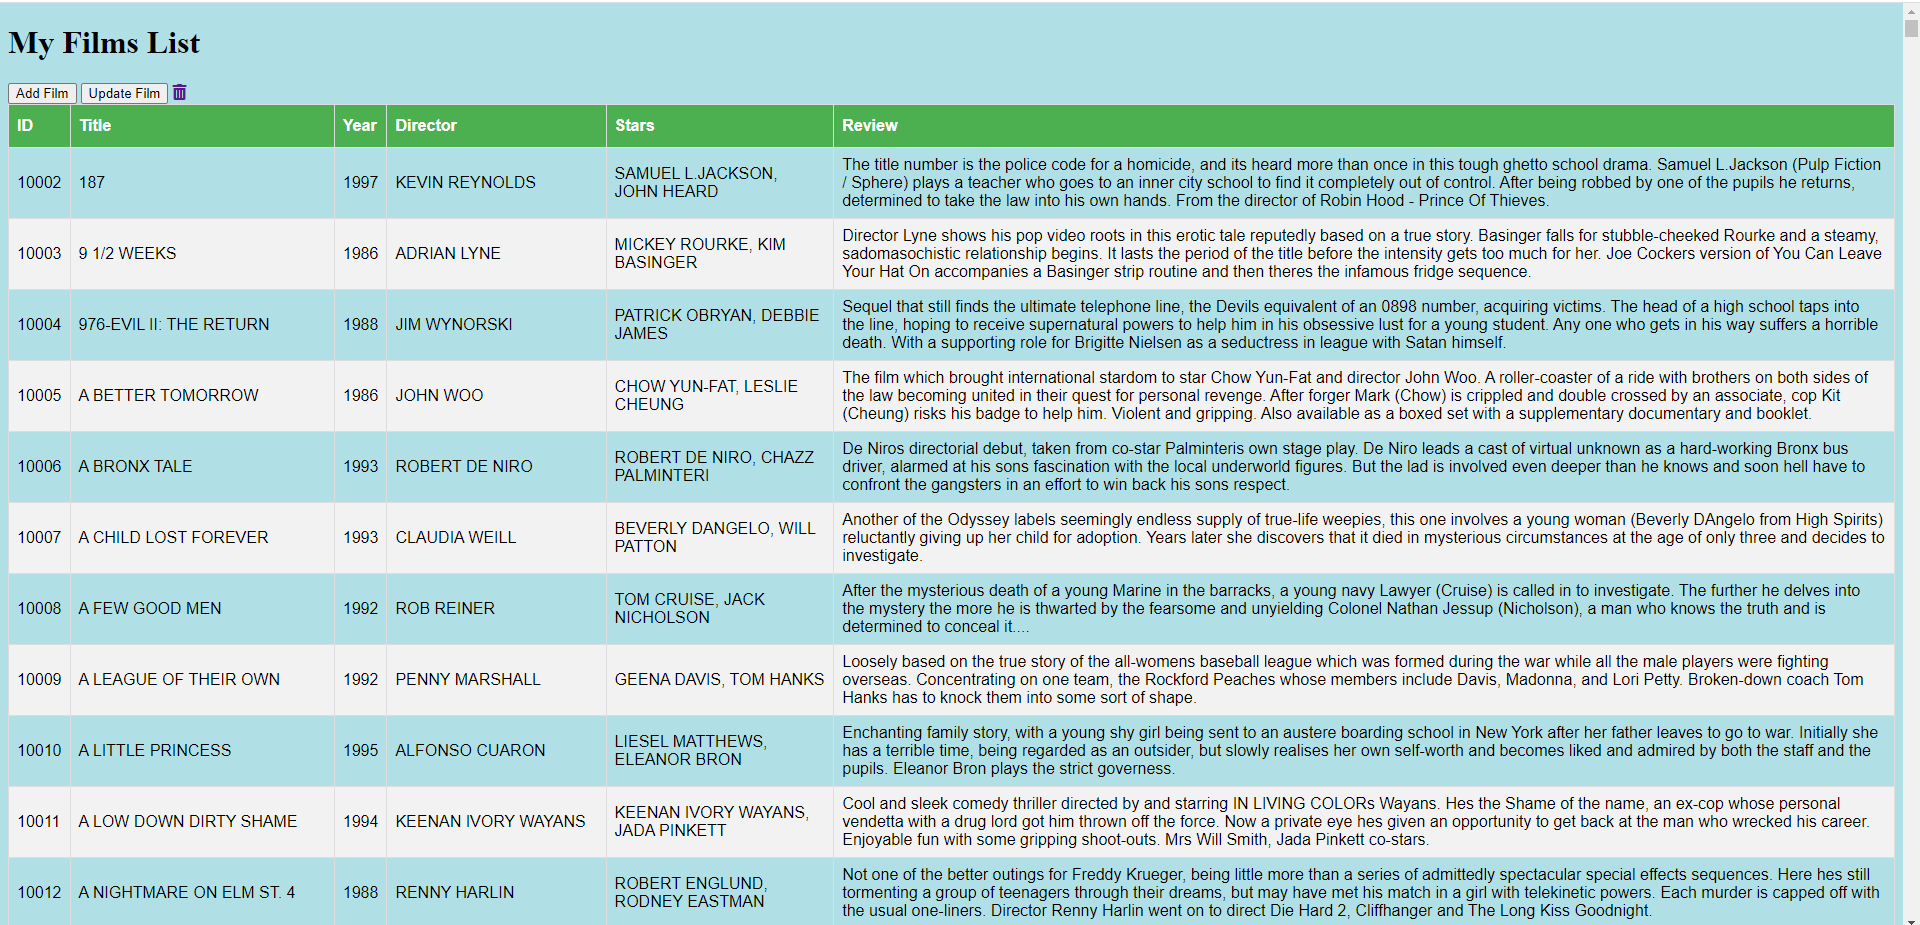 My Films List
Add Film Update Film
ID Title Year Director Stars Review
10002 187 1997 KEVIN REYNOLDS SAMUEL L.JACKSON,
JOHN HEARD
The title number is the police code for a homicide, and its heard more than once in this tough ghetto school drama. Samuel L.Jackson (Pulp Fiction
/ Sphere) plays a teacher who goes to an inner city school to find it completely out of control. After being robbed by one of the pupils he returns,
determined to take the law into his own hands. From the director of Robin Hood - Prince Of Thieves.
10003 9 1/2 WEEKS 1986 ADRIAN LYNE MICKEY ROURKE, KIM
BASINGER
Director Lyne shows his pop video roots in this erotic tale reputedly based on a true story. Basinger falls for stubble-cheeked Rourke and a steamy,
sadomasochistic relationship begins. It lasts the period of the title before the intensity gets too much for her. Joe Cockers version of You Can Leave
Your Hat On accompanies a Basinger strip routine and then theres the infamous fridge sequence.
10004 976-EVIL II: THE RETURN 1988 JIM WYNORSKI PATRICK OBRYAN, DEBBIE
JAMES
Sequel that still finds the ultimate telephone line, the Devils equivalent of an 0898 number, acquiring victims. The head of a high school taps into
the line, hoping to receive supernatural powers to help him in his obsessive lust for a young student. Any one who gets in his way suffers a horrible
death. With a supporting role for Brigitte Nielsen as a seductress in league with Satan himself.
10005 A BETTER TOMORROW 1986 JOHN WOO CHOW YUN-FAT, LESLIE
CHEUNG
The film which brought international stardom to star Chow Yun-Fat and director John Woo. A roller-coaster of a ride with brothers on both sides of
the law becoming united in their quest for personal revenge. After forger Mark (Chow) is crippled and double crossed by an associate, cop Kit
(Cheung) risks his badge to help him. Violent and gripping. Also available as a boxed set with a supplementary documentary and booklet.
10006 A BRONX TALE 1993 ROBERT DE NIRO ROBERT DE NIRO, CHAZZ
PALMINTERI
De Niros directorial debut, taken from co-star Palminteris own stage play. De Niro leads a cast of virtual unknown as a hard-working Bronx bus
driver, alarmed at his sons fascination with the local underworld figures. But the lad is involved even deeper than he knows and soon hell have to
confront the gangsters in an effort to win back his sons respect.
10007 A CHILD LOST FOREVER 1993 CLAUDIA WEILL BEVERLY DANGELO, WILL
PATTON
Another of the Odyssey labels seemingly endless supply of true-life weepies, this one involves a young woman (Beverly DAngelo from High Spirits)
reluctantly giving up her child for adoption. Years later she discovers that it died in mysterious circumstances at the age of only three and decides to
investigate.
10008 A FEW GOOD MEN 1992 ROB REINER TOM CRUISE, JACK
NICHOLSON
After the mysterious death of a young Marine in the barracks, a young navy Lawyer (Cruise) is called in to investigate. The further he delves into
the mystery the more he is thwarted by the fearsome and unyielding Colonel Nathan Jessup (Nicholson), a man who knows the truth and is
determined to conceal it....
10009 A LEAGUE OF THEIR OWN 1992 PENNY MARSHALL GEENA DAVIS, TOM HANKS
Loosely based on the true story of the all-womens baseball league which was formed during the war while all the male players were fighting
overseas. Concentrating on one team, the Rockford Peaches whose members include Davis, Madonna, and Lori Petty. Broken-down coach Tom
Hanks has to knock them into some sort of shape.
10010 A LITTLE PRINCESS 1995 ALFONSO CUARON LIESEL MATTHEWS,
ELEANOR BRON
Enchanting family story, with a young shy girl being sent to an austere boarding school in New York after her father leaves to go to war. Initially she
has a terrible time, being regarded as an outsider, but slowly realises her own self-worth and becomes liked and admired by both the staff and the
pupils. Eleanor Bron plays the strict governess.
10011 A LOW DOWN DIRTY SHAME 1994 KEENAN IVORY WAYANS KEENAN IVORY WAYANS,
JADA PINKETT
Cool and sleek comedy thriller directed by and starring IN LIVING COLORs Wayans. Hes the Shame of the name, an ex-cop whose personal
vendetta with a drug lord got him thrown off the force. Now a private eye hes given an opportunity to get back at the man who wrecked his career.
Enjoyable fun with some gripping shoot-outs. Mrs Will Smith, Jada Pinkett co-stars.
10012 A NIGHTMARE ON ELM ST. 4 1988 RENNY HARLIN ROBERT ENGLUND,
RODNEY EASTMAN
Not one of the better outings for Freddy Krueger, being little more than a series of admittedly spectacular special effects sequences. Here hes still
tormenting a group of teenagers through their dreams, but may have met his match in a girl with telekinetic powers. Each murder is capped off with
the usual one-liners. Director Renny Harlin went on to direct Die Hard 2, Cliffhanger and The Long Kiss Goodnight.